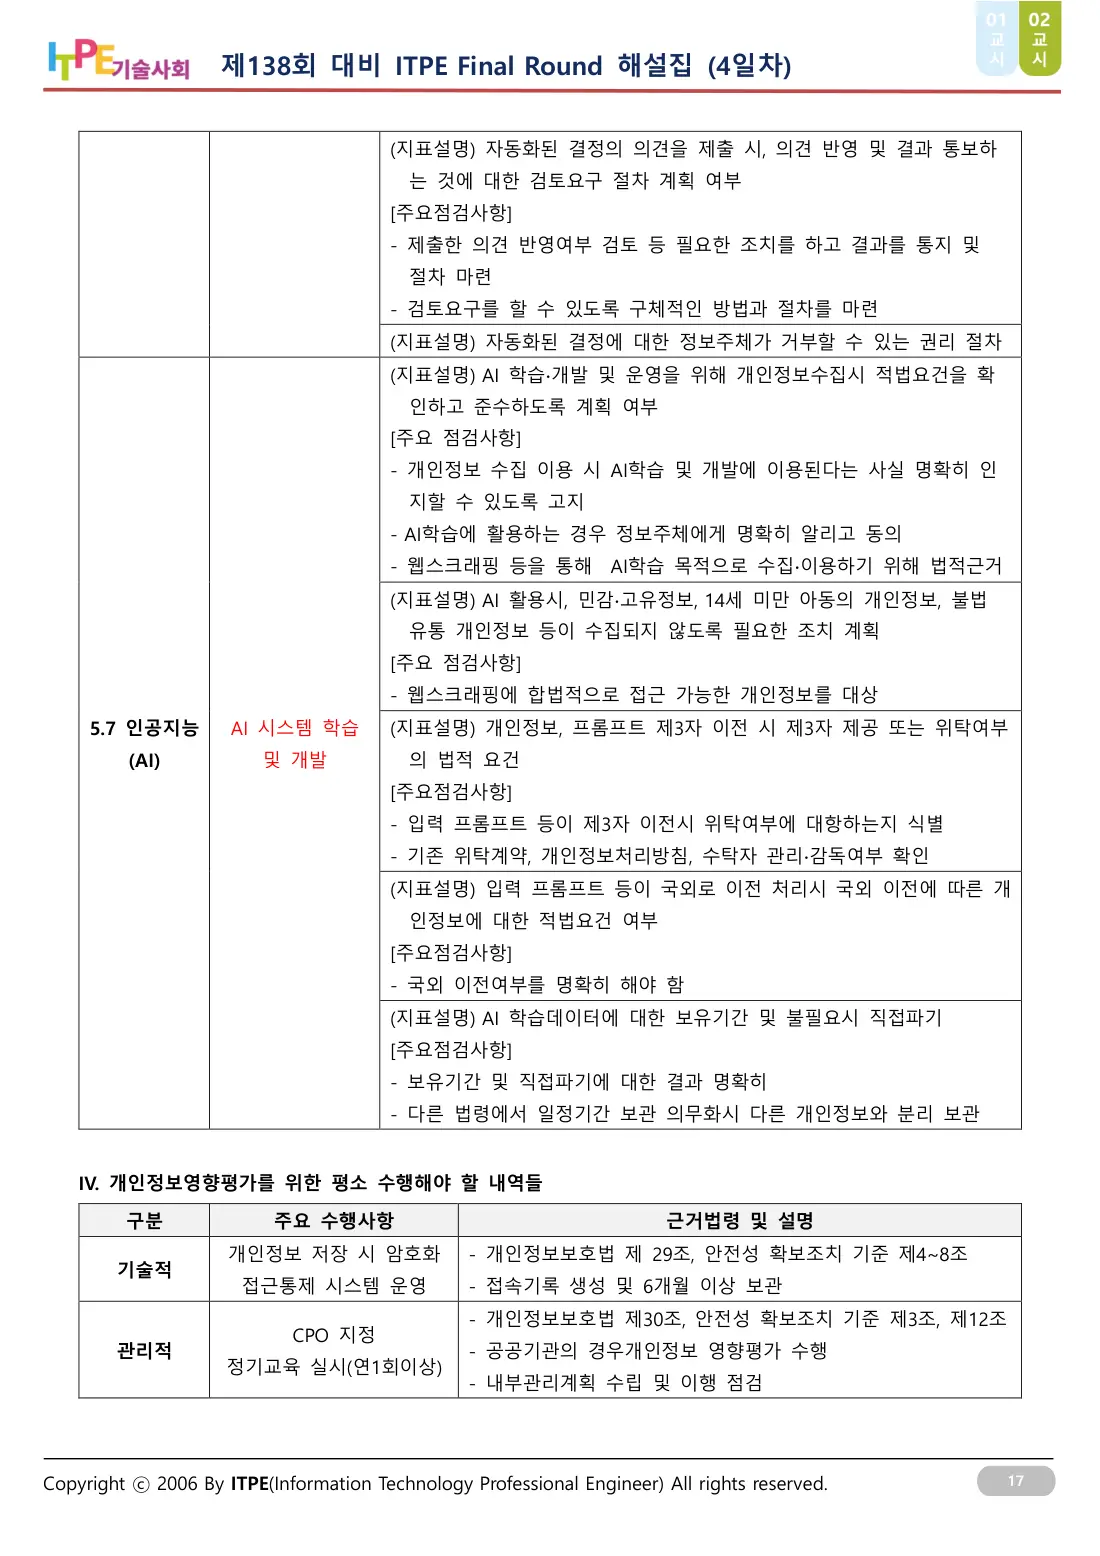 01
교
시
02
교
시
ITPE기술사회 제138회 대비 ITPE Final Round 해설집 (4일차)
(지표설명) 자동화된 결정의 의견을 제출 시, 의견 반영 및 결과 통보하
는 것에 대한 검토요구 절차 계획 여부
[주요점검사항]
- 제출한 의견 반영여부 검토 등 필요한 조치를 하고 결과를 통지 및
절차 마련
- 검토요구를 할 수 있도록 구체적인 방법과 절차를 마련
(지표설명) 자동화된 결정에 대한 정보주체가 거부할 수 있는 권리 절차
5.7 인공지능
(AI)
AI 시스템 학습
및 개발
(지표설명) AI 학습·개발 및 운영을 위해 개인정보수집시 적법요건을 확
인하고 준수하도록 계획 여부
[주요 점검사항]
- 개인정보 수집 이용 시 AI학습 및 개발에 이용된다는 사실 명확히 인
지할 수 있도록 고지
- AI학습에 활용하는 경우 정보주체에게 명확히 알리고 동의
- 웹스크래핑 등을 통해 AI학습 목적으로 수집·이용하기 위해 법적근거
(지표설명) AI 활용시, 민감·고유정보, 14세 미만 아동의 개인정보, 불법
유통 개인정보 등이 수집되지 않도록 필요한 조치 계획
[주요 점검사항]
- 웹스크래핑에 합법적으로 접근 가능한 개인정보를 대상
(지표설명) 개인정보, 프롬프트 제3자 이전 시 제3자 제공 또는 위탁여부
의 법적 요건
[주요점검사항]
- 입력 프롬프트 등이 제3자 이전시 위탁여부에 대항하는지 식별
- 기존 위탁계약, 개인정보처리방침, 수탁자 관리·감독여부 확인
(지표설명) 입력 프롬프트 등이 국외로 이전 처리시 국외 이전에 따른 개
인정보에 대한 적법요건 여부
[주요점검사항]
- 국외 이전여부를 명확히 해야 함
(지표설명) AI 학습데이터에 대한 보유기간 및 불필요시 직접파기
[주요점검사항]
- 보유기간 및 직접파기에 대한 결과 명확히
- 다른 법령에서 일정기간 보관 의무화시 다른 개인정보와 분리 보관
IV. 개인정보영향평가를 위한 평소 수행해야 할 내역들
구분 주요 수행사항 근거법령 및 설명
기술적
개인정보 저장 시 암호화
접근통제 시스템 운영
- 개인정보보호법 제 29조, 안전성 확보조치 기준 제4~8조
- 접속기록 생성 및 6개월 이상 보관
관리적
CPO 지정
정기교육 실시(연1회이상)
- 개인정보보호법 제30조, 안전성 확보조치 기준 제3조, 제12조
- 공공기관의 경우개인정보 영향평가 수행
- 내부관리계획 수립 및 이행 점검
Copyright ⓒ 2006 By ITPE(Information Technology Professional Engineer) All rights reserved.
17